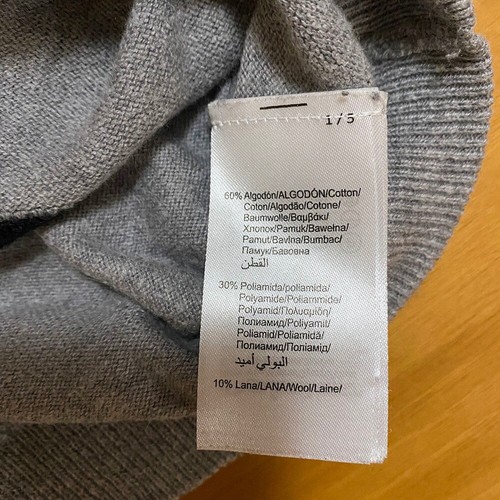 1/5
60% Algodón/ALGODÓN/Cotton/
Coton/Algodão/Cotone/
Baumwolle/Βαμβάκι/
Хлопок/Pamuk/Bawełna/
Pamut/Bavlna/Bumbac/
Памук/Бавовна
القطن
30% Poliamida/poliamida/
Polyamide/Poliammide/
Polyamid/Πολυαμίδη/
Полиамид/Poliyamit/
Poliamid/Poliamidă/
Полиамид/Поліамід/
البولي أميد
10% Lana/LANA/Wool/Laine/